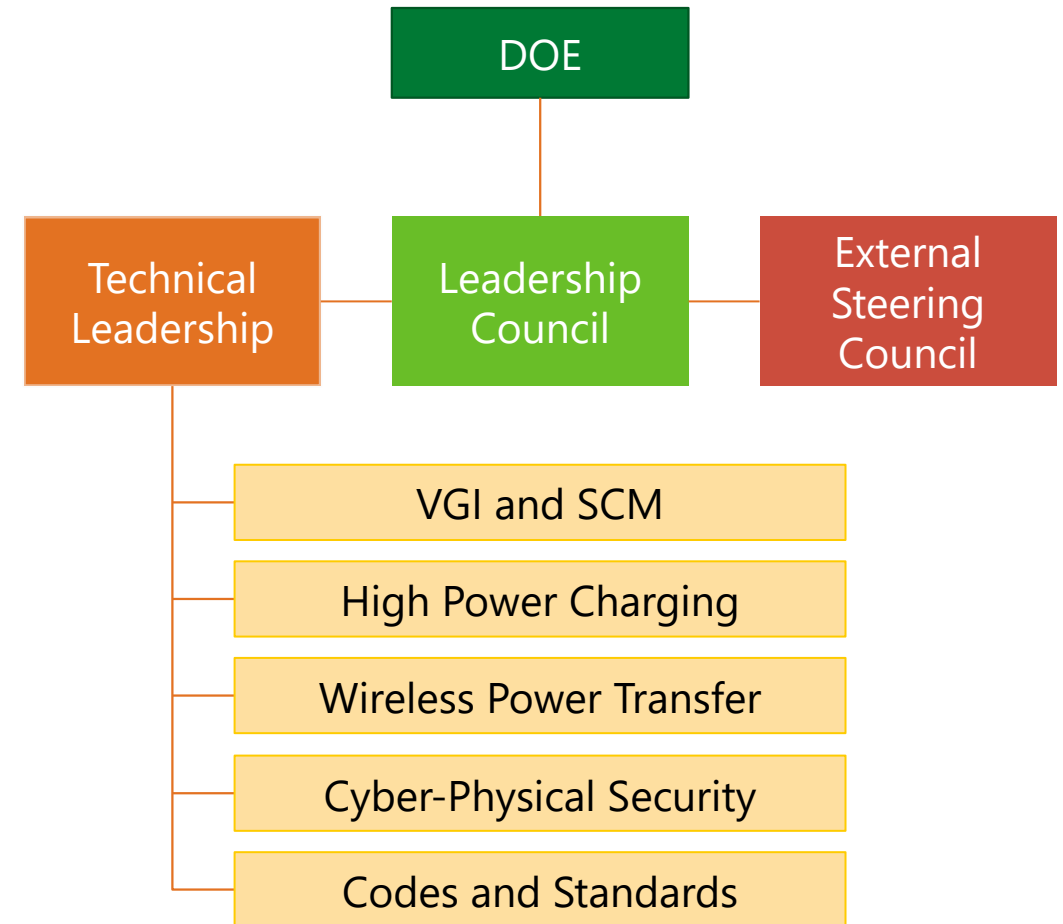 DOE
Technical
Leadership
Leadership
Council
External
Steering
Council
VGI and SCM
High Power Charging
Wireless Power Transfer
Cyber-Physical Security
Codes and Standards